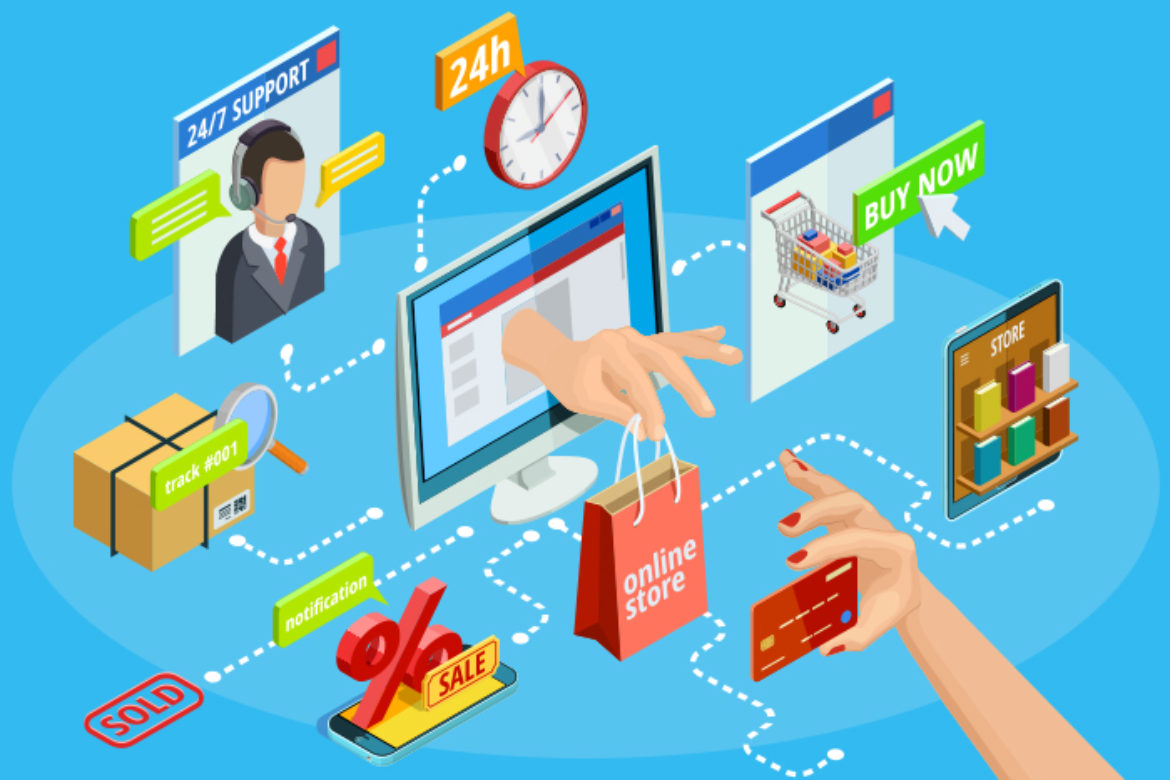 24/7 SUPPORT
24h
BUY NOW
STORE
track #001
online
store
notification
SALE
SOLD